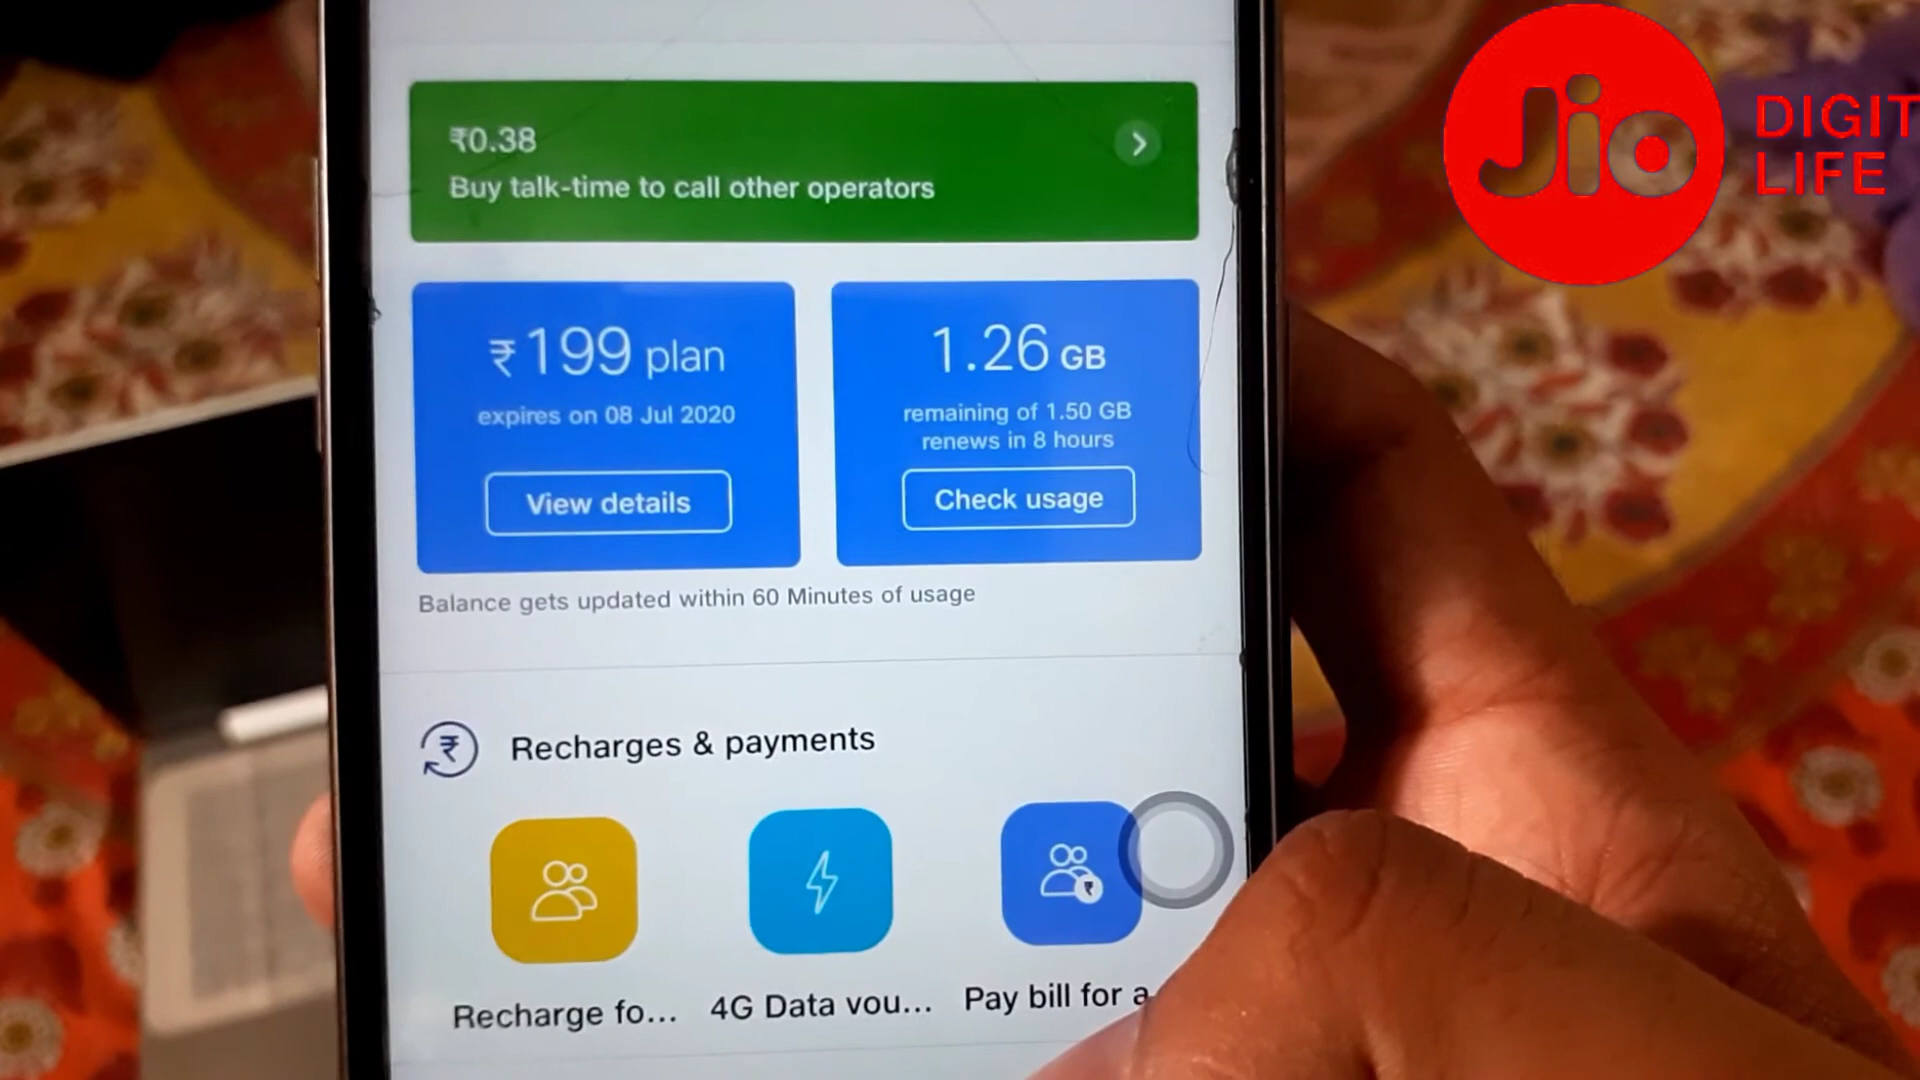 Jio
DIGIT
LIFE
₹0.38
Buy talk-time to call other operators
₹199 plan
expires on 08 Jul 2020
View details
1.26 GB
remaining of 1.50 GB
renews in 8 hours
Check usage
Balance gets updated within 60 Minutes of usage
Recharges & payments
Recharge fo...
4G Data vou...
Pay bill for a